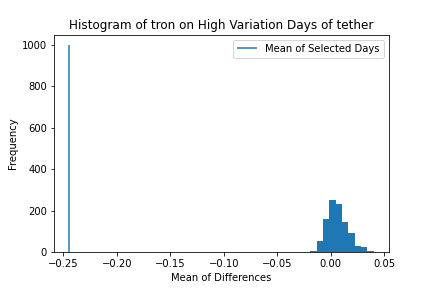 Histogram of tron on High Variation Days of tether
1000
Mean of Selected Days
800
Frequency
600
400
200
0
−0.25 −0.20 −0.15 −0.10 −0.05 0.00 0.05
Mean of Differences